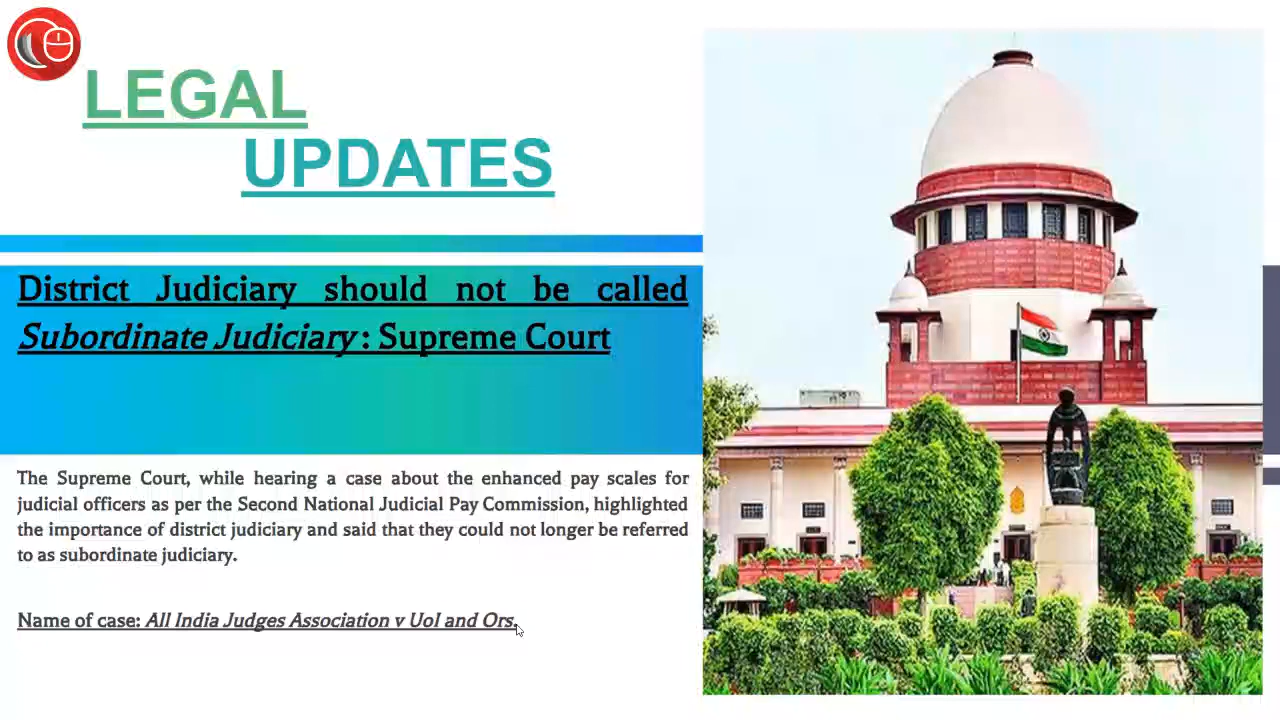 LEGAL
UPDATES
District Judiciary should not be called
Subordinate Judiciary: Supreme Court
The Supreme Court, while hearing a case about the enhanced pay scales for
judicial officers as per the Second National Judicial Pay Commission, highlighted
the importance of district judiciary and said that they could not longer be referred
to as subordinate judiciary.
Name of case: All India Judges Association v UoI and Ors.